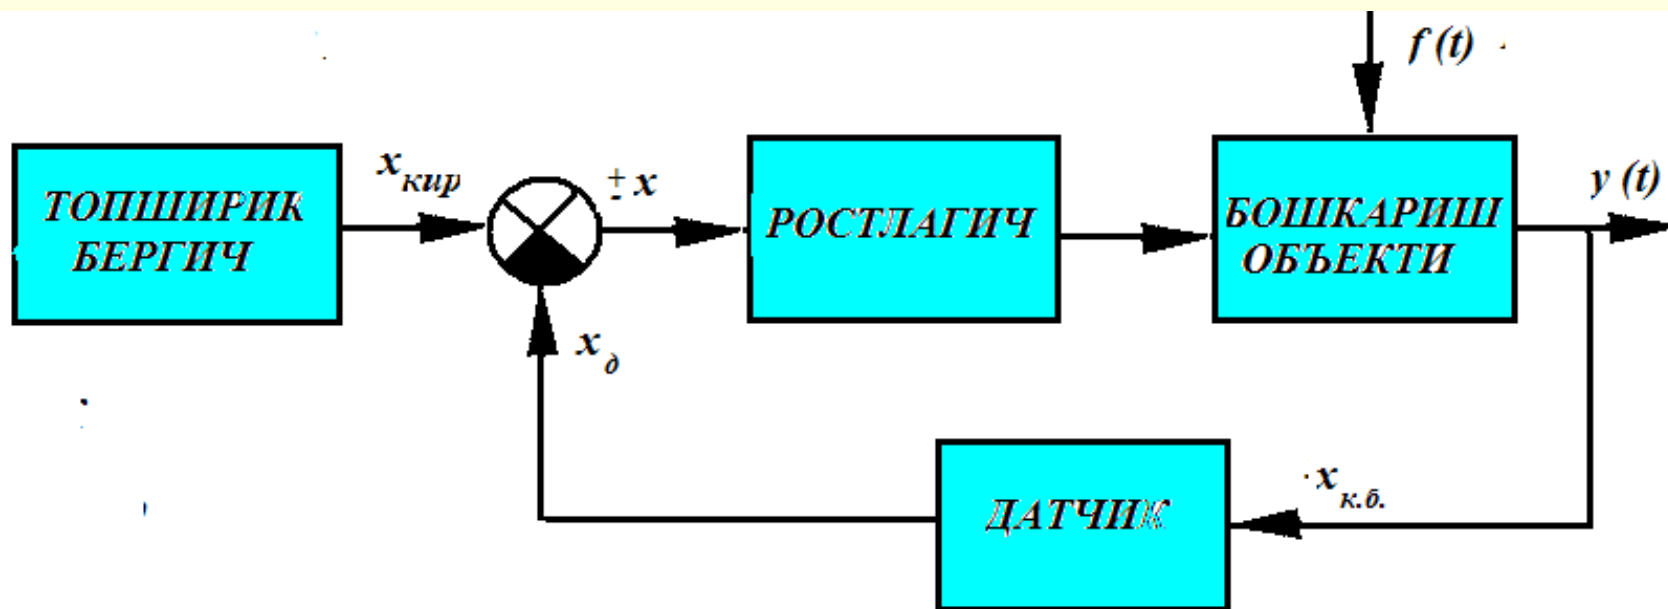 f (t)
ТОПШИРИК
БЕРГИЧ
x кир
± x
РОСТЛАГИЧ
БОШКАРИШ
ОБЪЕКТИ
y (t)
x д
ДАТЧИК
x к.б.